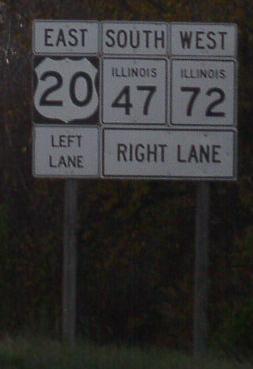 EAST SOUTH WEST
20
ILLINOIS
47
ILLINOIS
72
LEFT
LANE
RIGHT LANE